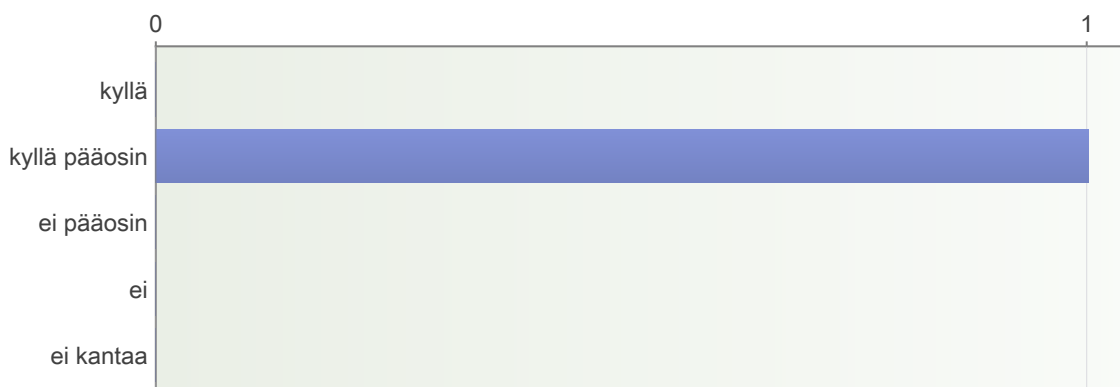 0 1
kyllä
kyllä pääosin
ei pääosin
ei
ei kantaa